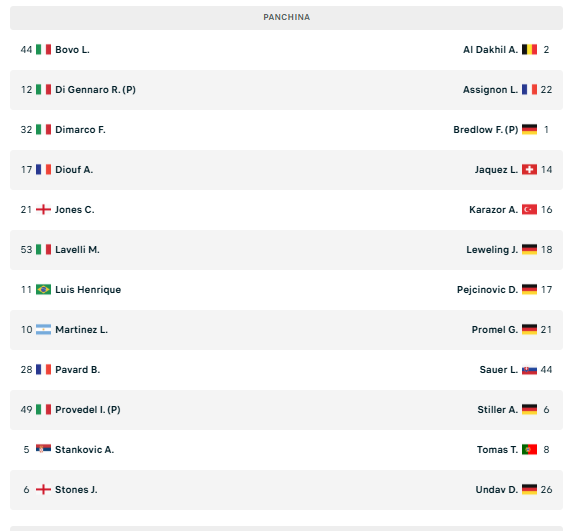 PANCHINA
44 Bovo L. Al Dakhil A. 2
12 Di Gennaro R. (P) Assignon L. 22
32 Dimarco F. Bredlow F. (P) 1
17 Diouf A. Jaquez L. 14
21 Jones C. Karazor A. 16
53 Lavelli M. Leweling J. 18
11 Luis Henrique Pejcinovic D. 17
10 Martinez L. Promel G. 21
28 Pavard B. Sauer L. 44
49 Provedel I. (P) Stiller A. 6
5 Stankovic A. Tomas T. 8
6 Stones J. Undav D. 26